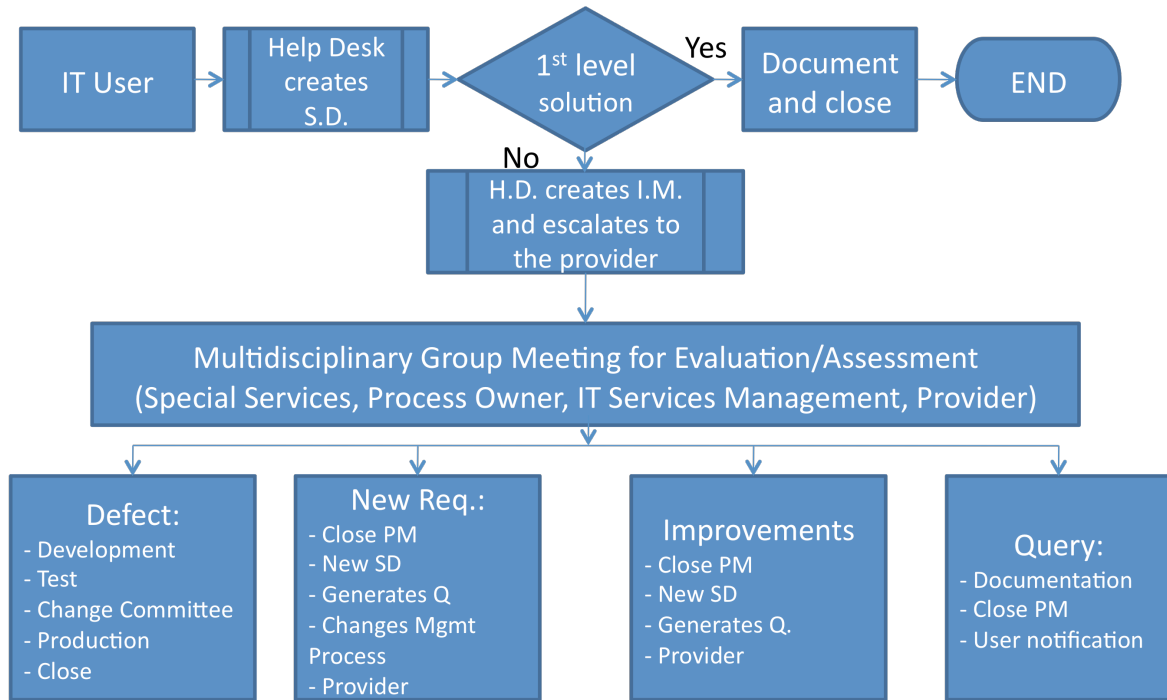 IT User
Help Desk
creates
S.D.
1st level
solution
Yes
Document
and close
END
No
H.D. creates I.M.
and escalates to
the provider
Multidisciplinary Group Meeting for Evaluation/Assessment
(Special Services, Process Owner, IT Services Management, Provider)
Defect:
- Development
- Test
- Change Committee
- Production
- Close
New Req.:
- Close PM
- New SD
- Generates Q
- Changes Mgmt
Process
- Provider
Improvements
- Close PM
- New SD
- Generates Q.
- Provider
Query:
- Documentation
- Close PM
- User notification